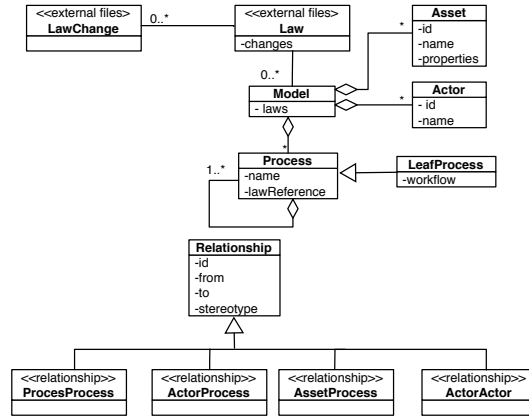 <<external files>>
LawChange
0..*
<<external files>>
Law
-changes
Asset
-id
-name
-properties
*
0..*
Model
- laws
Actor
- id
-name
*
*
1..*
Process
-name
-lawReference
LeafProcess
-workflow
Relationship
-id
-from
-to
-stereotype
<<relationship>>
ProcesProcess
<<relationship>>
ActorProcess
<<relationship>>
AssetProcess
<<relationship>>
ActorActor